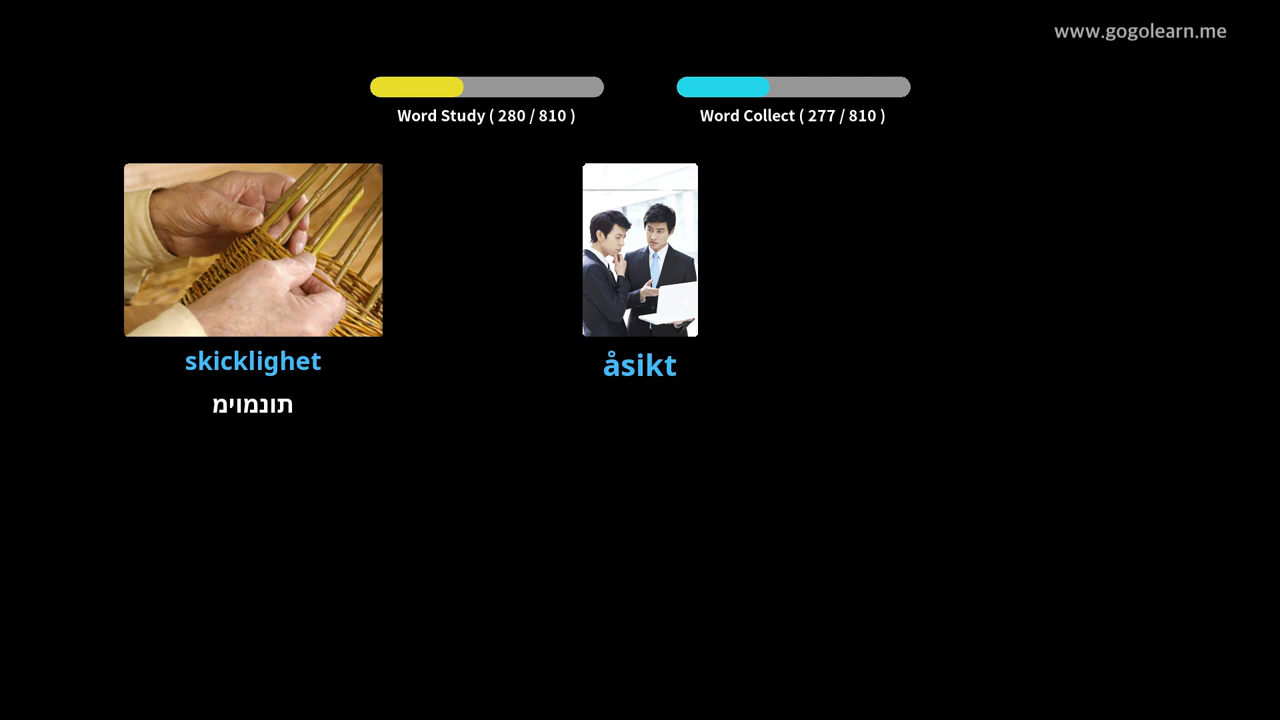 www.gogolearn.me
Word Study ( 280 / 810 )
Word Collect ( 277 / 810 )
skicklighet
תונמוימ
åsikt